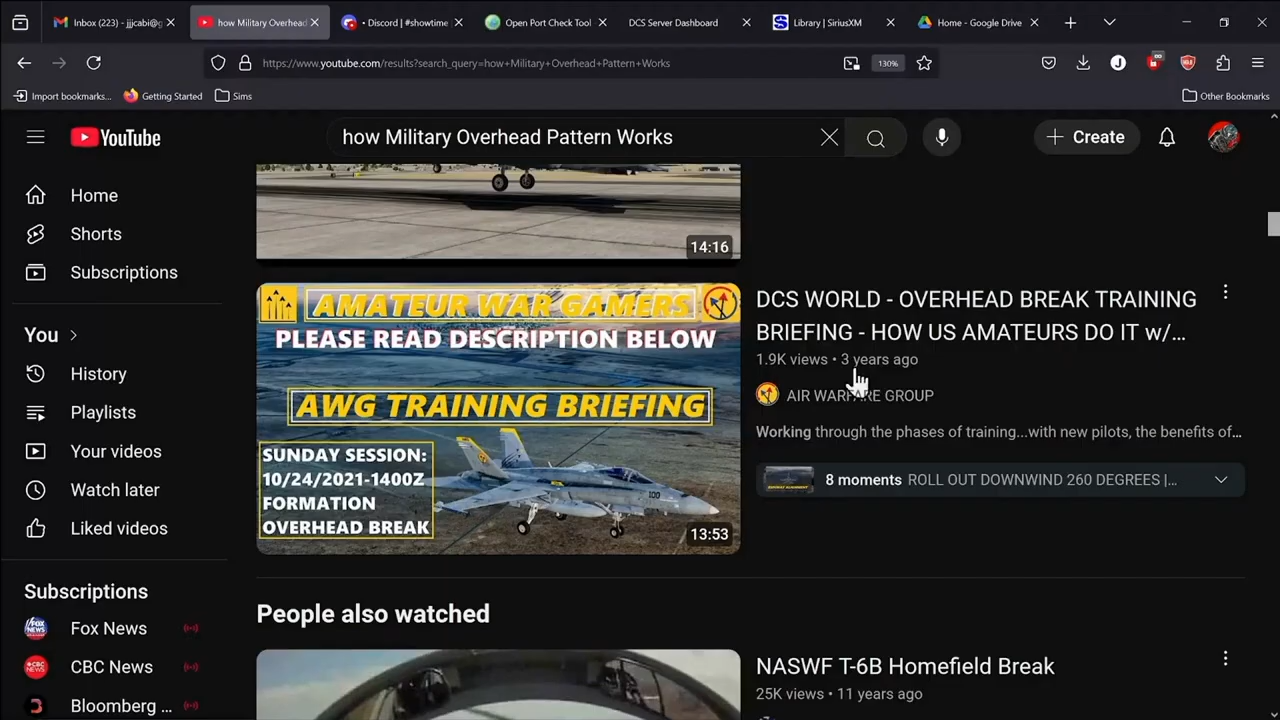 Inbox (223) - jjjcabi@g
how Military Overhead
• Discord | #showtime
Open Port Check Tool
DCS Server Dashboard
Library | SiriusXM
Home - Google Drive
https://www.youtube.com/results?search_query=how+Military+Overhead+Pattern+Works
130%
J
Import bookmarks...
Getting Started
Sims
Other Bookmarks
YouTube
how Military Overhead Pattern Works
Create
Home
Shorts
Subscriptions
You
History
Playlists
Your videos
Watch later
Liked videos
Subscriptions
Fox News
CBC News
Bloomberg ...
14:16
AMATEUR WAR GAMERS
PLEASE READ DESCRIPTION BELOW
AWG TRAINING BRIEFING
SUNDAY SESSION:
10/24/2021-1400Z
FORMATION
OVERHEAD BREAK
100
13:53
DCS WORLD - OVERHEAD BREAK TRAINING
BRIEFING - HOW US AMATEURS DO IT w/...
1.9K views • 3 years ago
AIR WARFARE GROUP
Working through the phases of training...with new pilots, the benefits of...
8 moments ROLL OUT DOWNWIND 260 DEGREES |...
People also watched
NASWF T-6B Homefield Break
25K views • 11 years ago